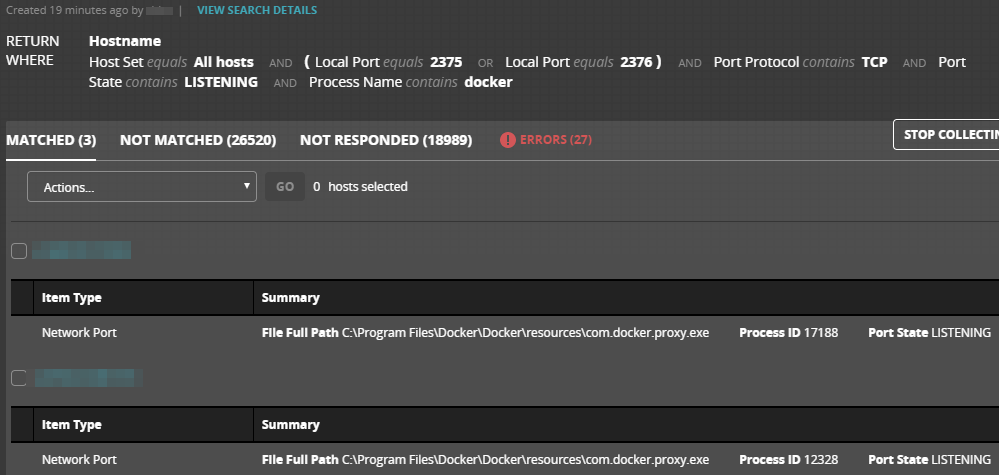 Created 19 minutes ago by | VIEW SEARCH DETAILS
RETURN Hostname
WHERE Host Set equals All hosts AND ( Local Port equals 2375 OR Local Port equals 2376 ) AND Port Protocol contains TCP AND Port
State contains LISTENING AND Process Name contains docker
MATCHED (3) NOT MATCHED (26520) NOT RESPONDED (18989) ! ERRORS (27) STOP COLLECTIN
Actions... GO 0 hosts selected
Item Type Summary
Network Port File Full Path C:\Program Files\Docker\Docker\resources\com.docker.proxy.exe Process ID 17188 Port State LISTENING
Item Type Summary
Network Port File Full Path C:\Program Files\Docker\Docker\resources\com.docker.proxy.exe Process ID 12328 Port State LISTENING